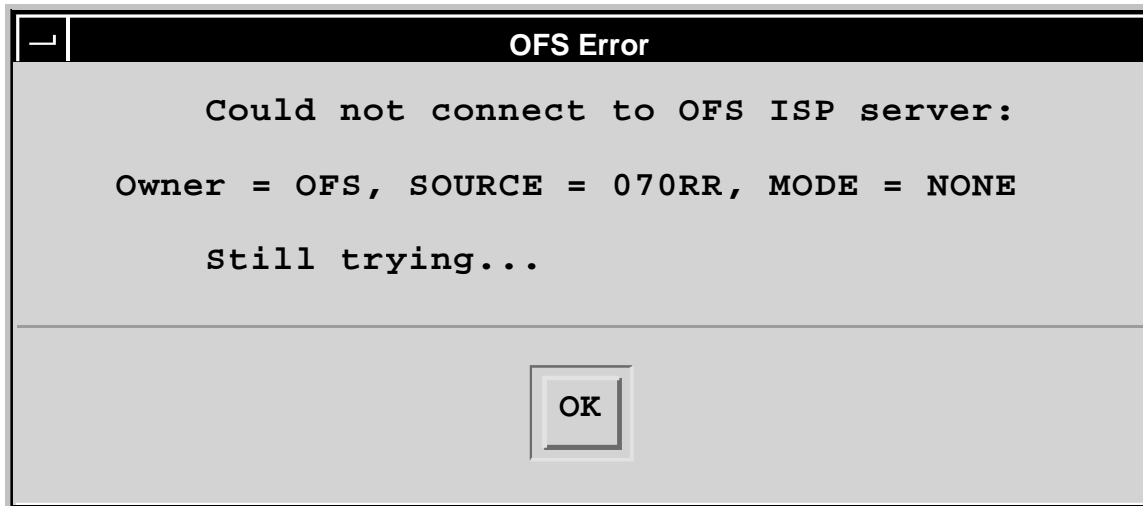 OFS Error
Could not connect to OFS ISP server:
Owner = OFS, SOURCE = 070RR, MODE = NONE
Still trying...
OK